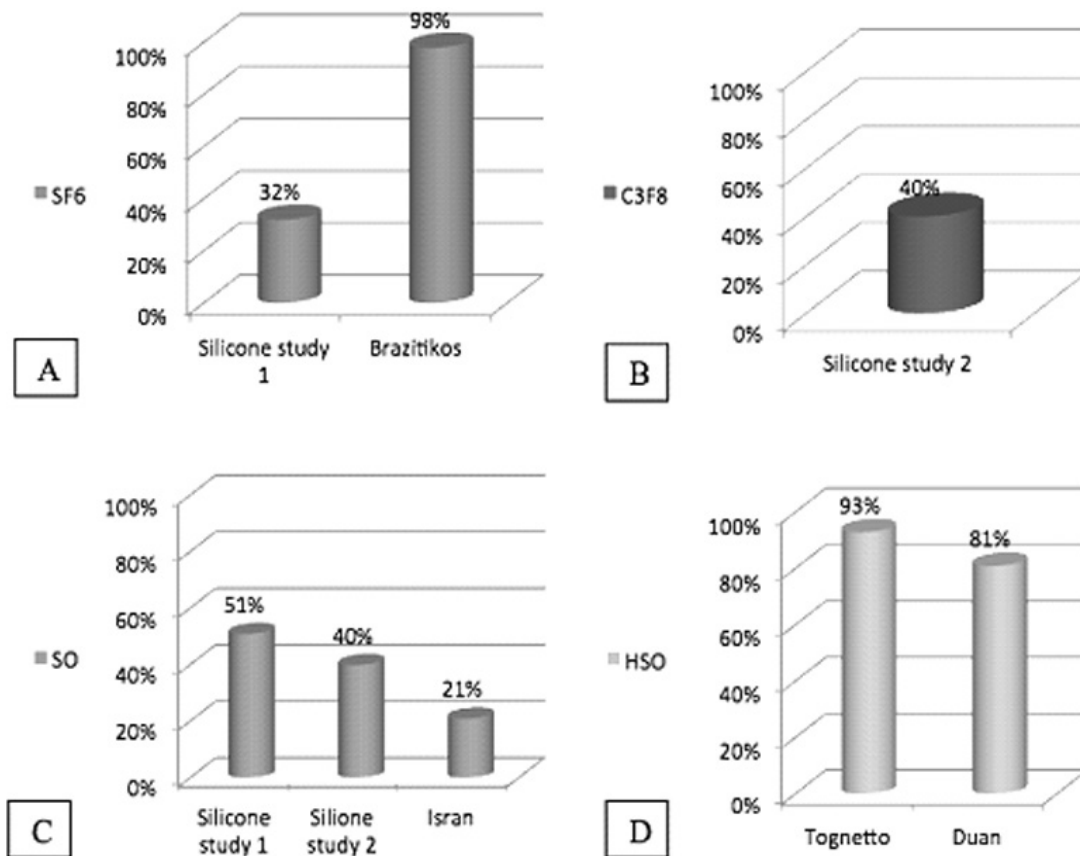 98%
100%
80%
60%
40%
20%
0%
32%
SF6
Silicone study
1
Brazitikos
A
100%
80%
60%
40%
20%
0%
40%
C3F8
Silicone study 2
B
100%
80%
60%
40%
20%
0%
51%
40%
21%
SO
Silicone
study 1
Silione
study 2
Isran
C
100%
80%
60%
40%
20%
0%
93%
81%
HSO
Tognetto
Duan
D